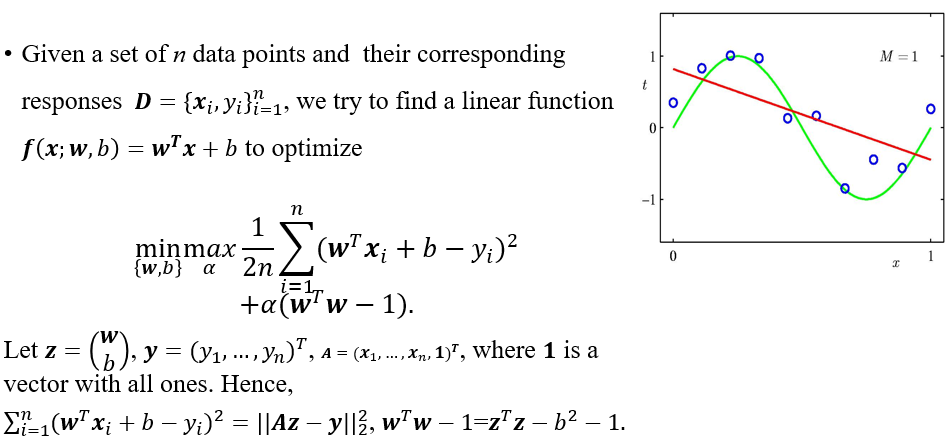 • Given a set of n data points and their corresponding
responses D = {xᵢ, yᵢ}ⁿᵢ₌₁, we try to find a linear function
f(x; w, b) = wᵀx + b to optimize
min max 1/2n ∑ⁿᵢ₌₁ (wᵀxᵢ + b − yᵢ)²
{w,b} α
+α(wᵀw − 1).
Let z = (w b), y = (y₁, … , yₙ)ᵀ, A = (x₁, … , xₙ, 1)ᵀ, where 1 is a
vector with all ones. Hence,
∑ⁿᵢ₌₁(wᵀxᵢ + b − yᵢ)² = ||Az − y||₂², wᵀw − 1=zᵀz − b² − 1.
M = 1
1
t
0
−1
0
x
1